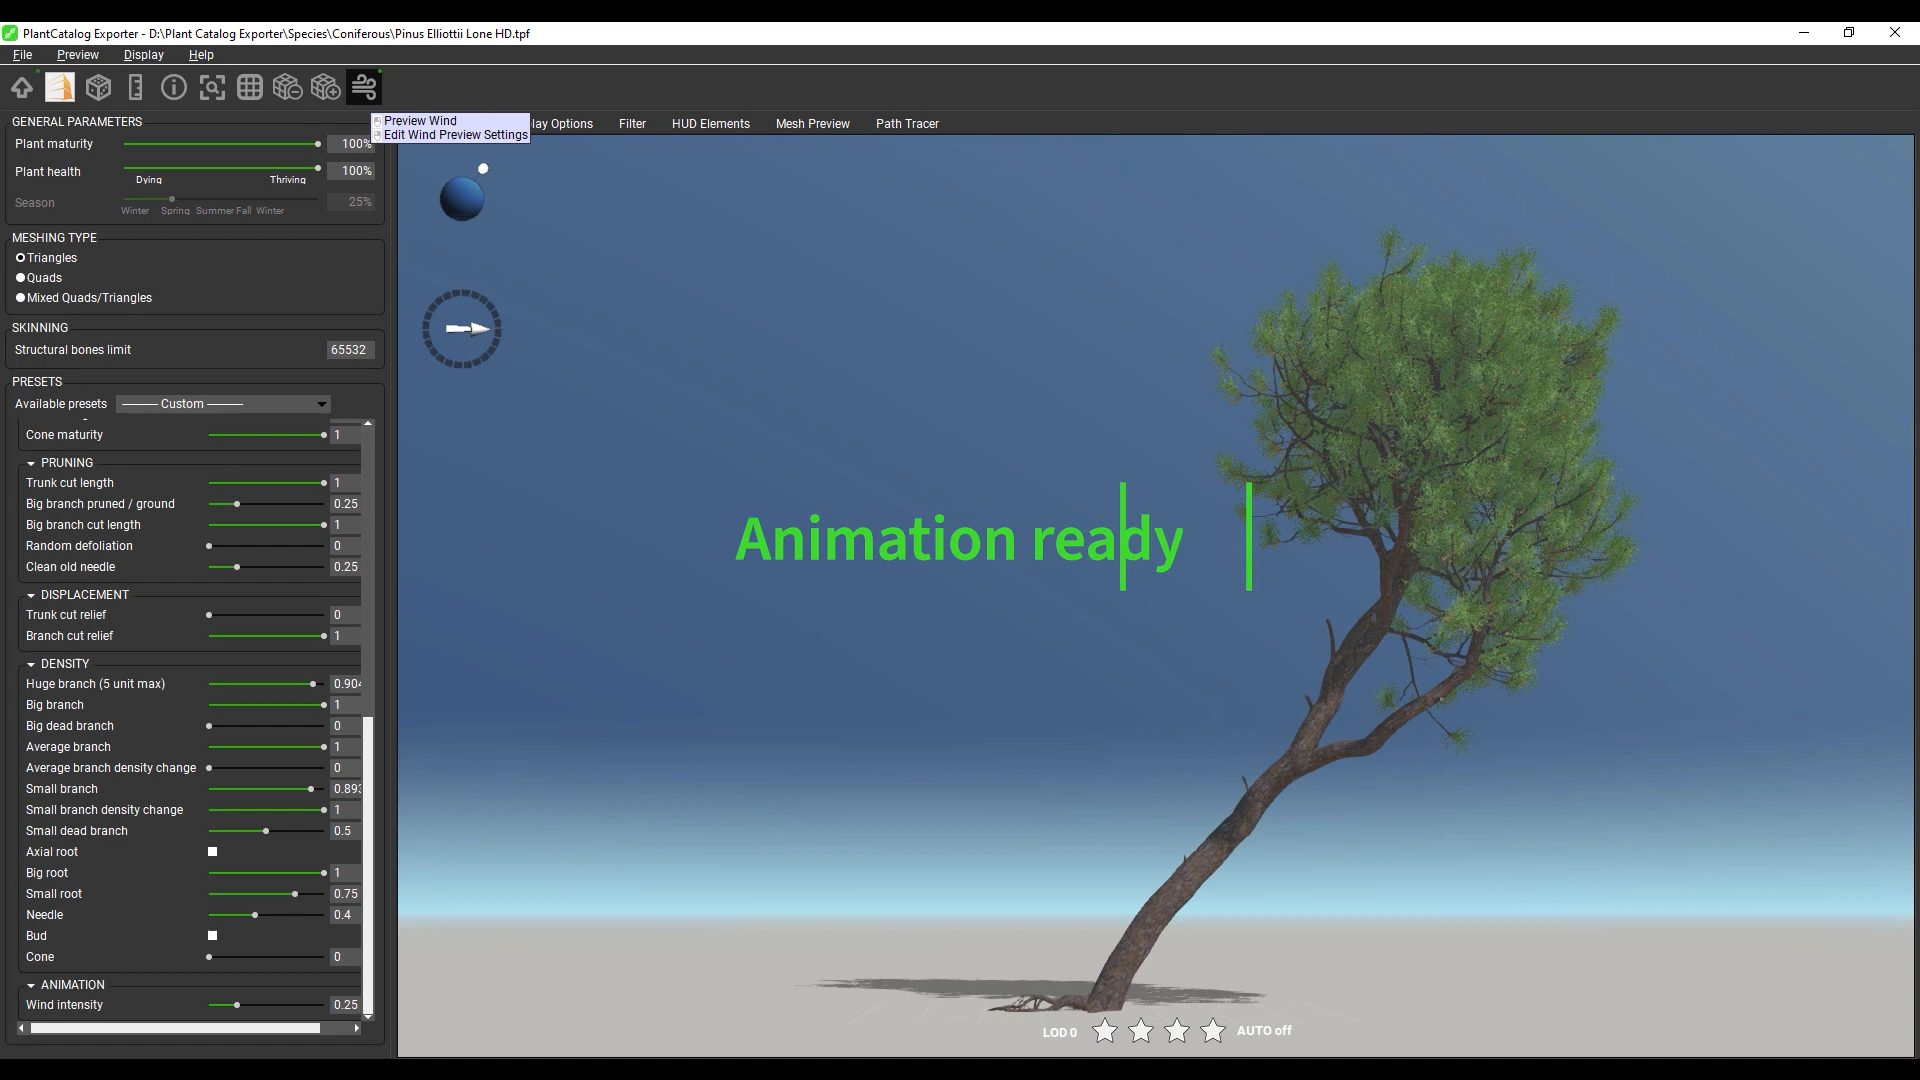 PlantCatalog Exporter - D:\Plant Catalog Exporter\Species\Coniferous\Pinus Elliottii Lone HD.tpf
File Preview Display Help
Preview Wind
Edit Wind Preview Settings
lay Options Filter HUD Elements Mesh Preview Path Tracer
GENERAL PARAMETERS
Plant maturity 100%
Plant health 100%
Dying Thriving
Season 25%
Winter Spring Summer Fall Winter
MESHING TYPE
Triangles
Quads
Mixed Quads/Triangles
SKINNING
Structural bones limit 65532
PRESETS
Available presets Custom
Cone maturity 1
PRUNING
Trunk cut length 1
Big branch pruned / ground 0.25
Big branch cut length 1
Random defoliation 0
Clean old needle 0.25
DISPLACEMENT
Trunk cut relief 0
Branch cut relief 1
DENSITY
Huge branch (5 unit max) 0.904
Big branch 1
Big dead branch 0
Average branch 1
Average branch density change 0
Small branch 0.893
Small branch density change 1
Small dead branch 0.5
Axial root
Big root 1
Small root 0.75
Needle 0.4
Bud
Cone 0
ANIMATION
Wind intensity 0.25
Animation ready
LOD 0 AUTO off